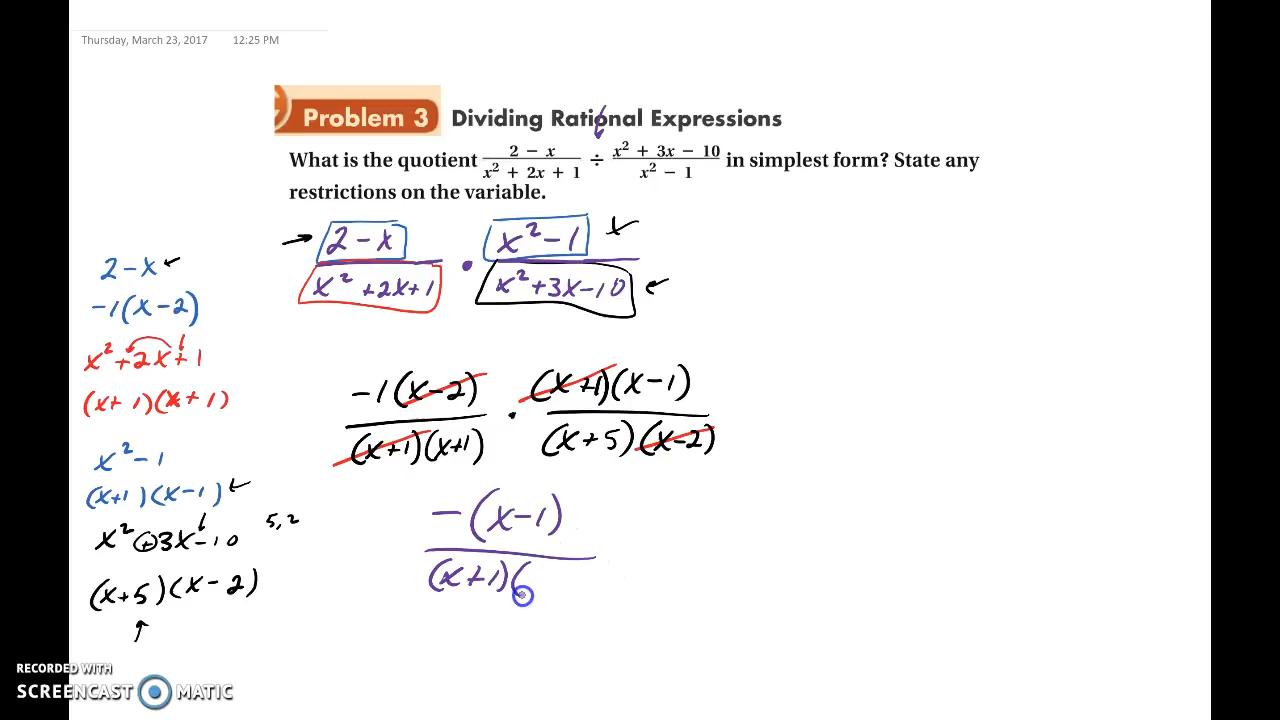 Thursday, March 23, 2017 12:25 PM
Problem 3 Dividing Rational Expressions
What is the quotient (2 − x)/(x² + 2x + 1) ÷ (x² + 3x − 10)/(x² − 1) in simplest form? State any
restrictions on the variable.
2-x x²-1
x²+2x+1 · x²+3x-10
2-x
-1(x-2)
x²+2x+1
(x+1)(x+1)
x²-1
(x+1)(x-1)
x²+3x-10 5,2
(x+5)(x-2)
-1(x-2) · (x+1)(x-1)
(x+1)(x+1) (x+5)(x-2)
-(x-1)
(x+1)(
RECORDED WITH
SCREENCAST MATIC